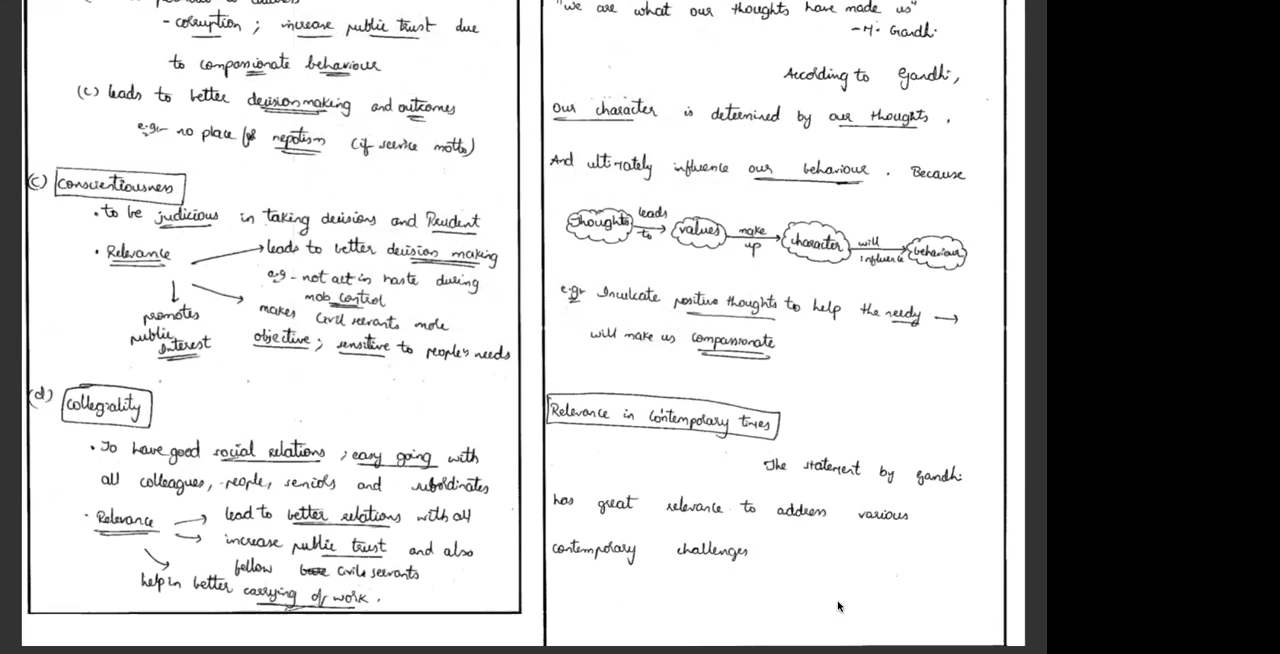 - corruption ; increase public trust due
to compassionate behaviour
(c) leads to better decision making and outcomes
e.g:- no place for nepotism (if service motto)
(c) Conscientiousness
• to be judicious in taking decisions and Prudent
• Relevance
leads to better decision making
e.g - not act in haste during
mob control
promotes
public
Interest
makes Civil servants more
objective ; sensitive to people's needs
(d) Collegiality
• To have good social relations ; easy going with
all colleagues, people, seniors and subordinates
• Relevance
lead to better relations with all
increase public trust and also
fellow civil servants
help in better carrying of work .
"we are what our thoughts have made us"
- M. Gandhi
According to Gandhi,
our character is determined by our thoughts .
And ultimately influence our behaviour . Because
Thoughts leads to values make up character will influence behaviour
e.g:- Inculcate positive thoughts to help the needy
will make us compassionate
Relevance in contemporary times
The statement by Gandhi
has great relevance to address various
contemporary challenges